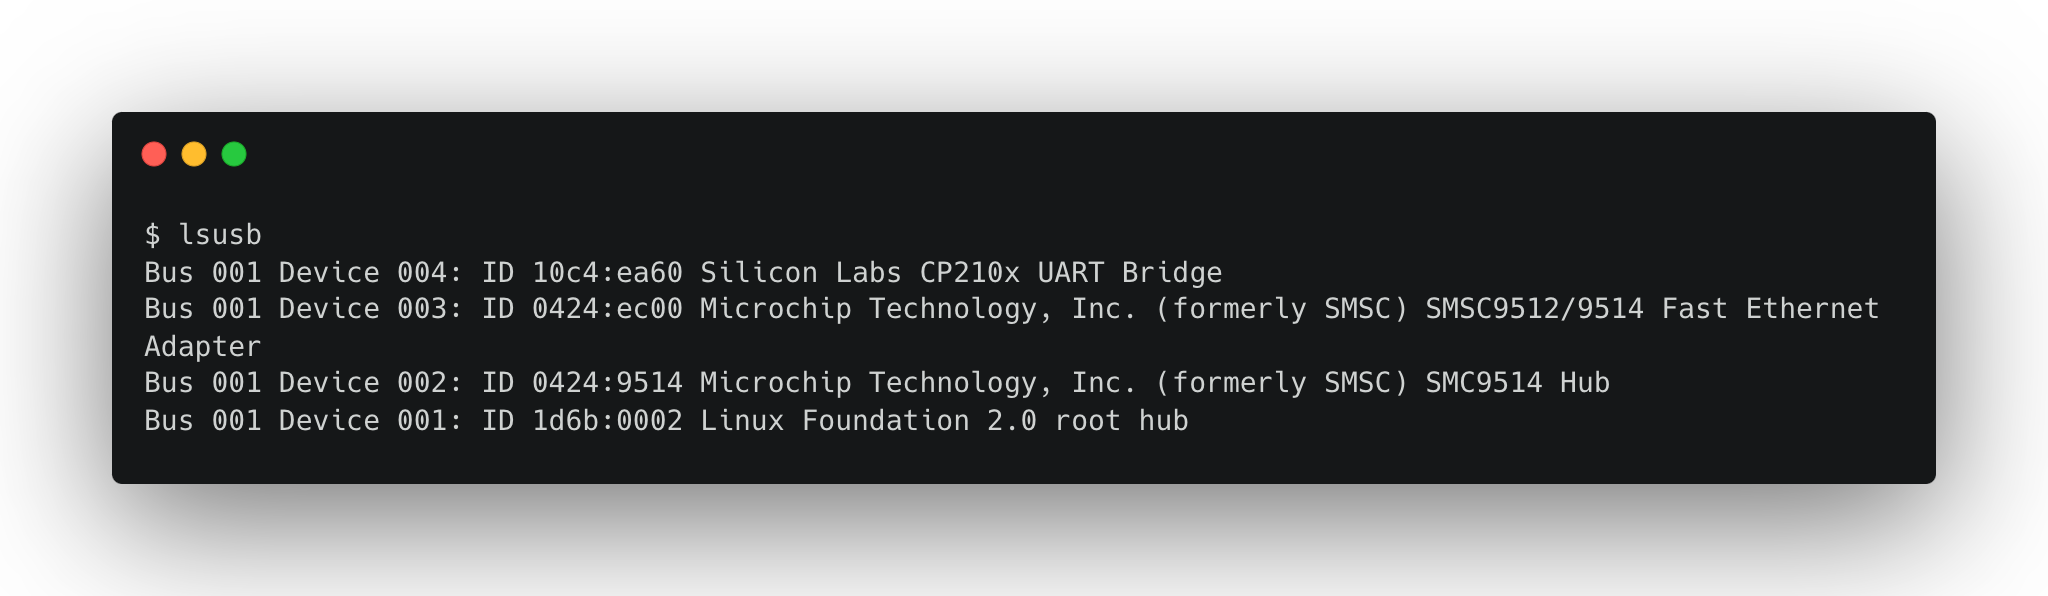 $ lsusb
Bus 001 Device 004: ID 10c4:ea60 Silicon Labs CP210x UART Bridge
Bus 001 Device 003: ID 0424:ec00 Microchip Technology, Inc. (formerly SMSC) SMSC9512/9514 Fast Ethernet
Adapter
Bus 001 Device 002: ID 0424:9514 Microchip Technology, Inc. (formerly SMSC) SMC9514 Hub
Bus 001 Device 001: ID 1d6b:0002 Linux Foundation 2.0 root hub